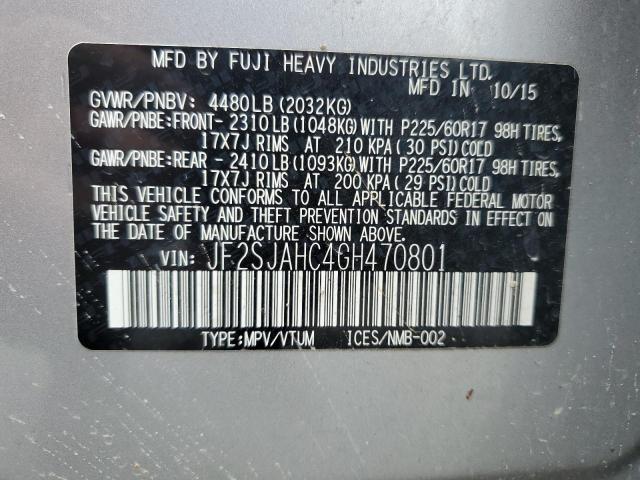 MFD BY FUJI HEAVY INDUSTRIES LTD.
MFD IN 10/15
GVWR/PNBV: 4480LB (2032KG)
GAWR/PNBE:FRONT- 2310LB (1048KG) WITH P225/60R17 98H TIRES,
17X7J RIMS AT 210 KPA (30 PSI) COLD
GAWR/PNBE:REAR - 2410LB (1093KG) WITH P225/60R17 98H TIRES,
17X7J RIMS AT 200 KPA (29 PSI) COLD
THIS VEHICLE CONFORMS TO ALL APPLICABLE FEDERAL MOTOR
VEHICLE SAFETY AND THEFT PREVENTION STANDARDS IN EFFECT ON
THE DATE OF MANUFACTURE SHOWN ABOVE.
VIN: JF2SJAHC4GH470801
TYPE:MPV/VTUM ICES/NMB-002